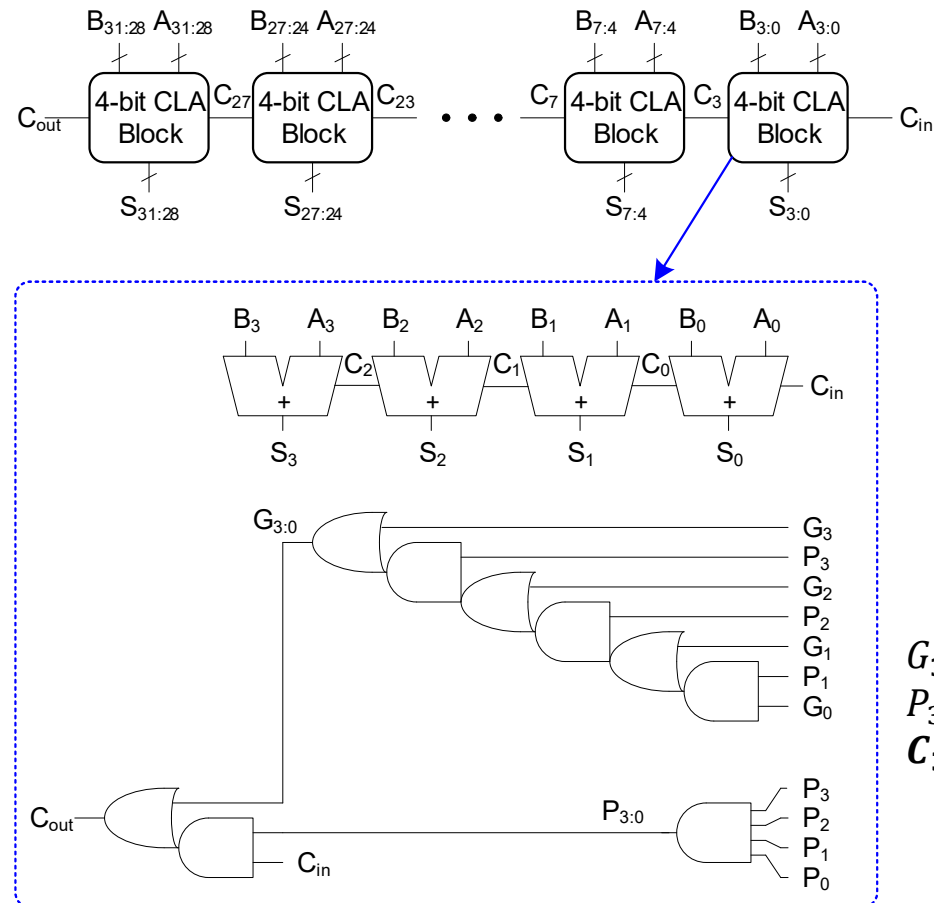 B31:28 A31:28 B27:24 A27:24 B7:4 A7:4 B3:0 A3:0
Cout 4-bit CLA Block C27 4-bit CLA Block C23 • • • C7 4-bit CLA Block C3 4-bit CLA Block Cin
S31:28 S27:24 S7:4 S3:0
B3 A3 B2 A2 B1 A1 B0 A0
C2 C1 C0 Cin
+ + + +
S3 S2 S1 S0
G3:0 G3
P3
G2
P2
G1
P1
G0
G3
P3
C3
P3
Cout P3:0 P2
P1
Cin P0